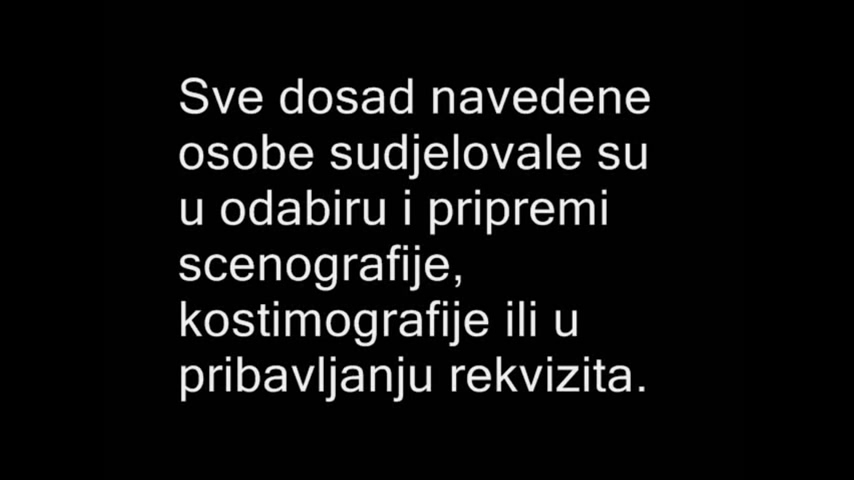 Sve dosad navedene
osobe sudjelovale su
u odabiru i pripremi
scenografije,
kostimografije ili u
pribavljanju rekvizita.